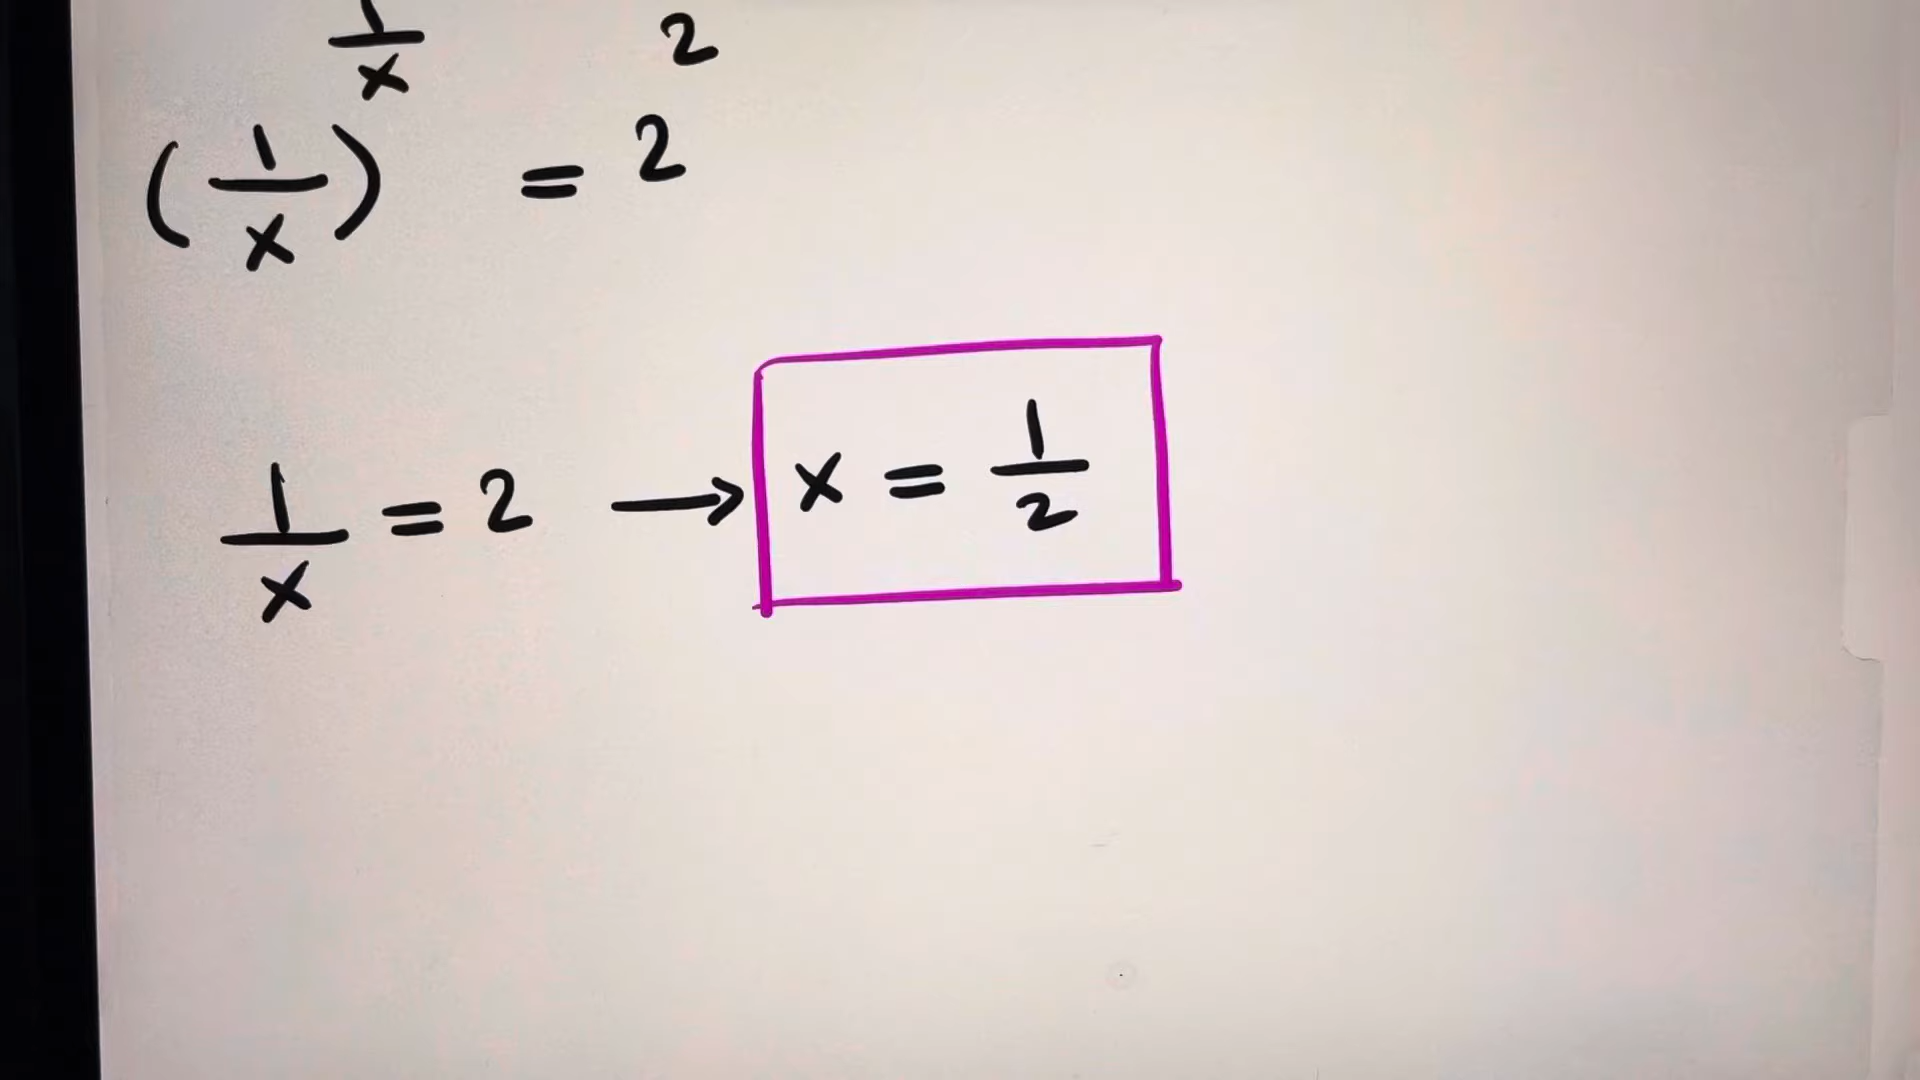 1/x 2
(1/x) = 2
1/x = 2 → x = 1/2